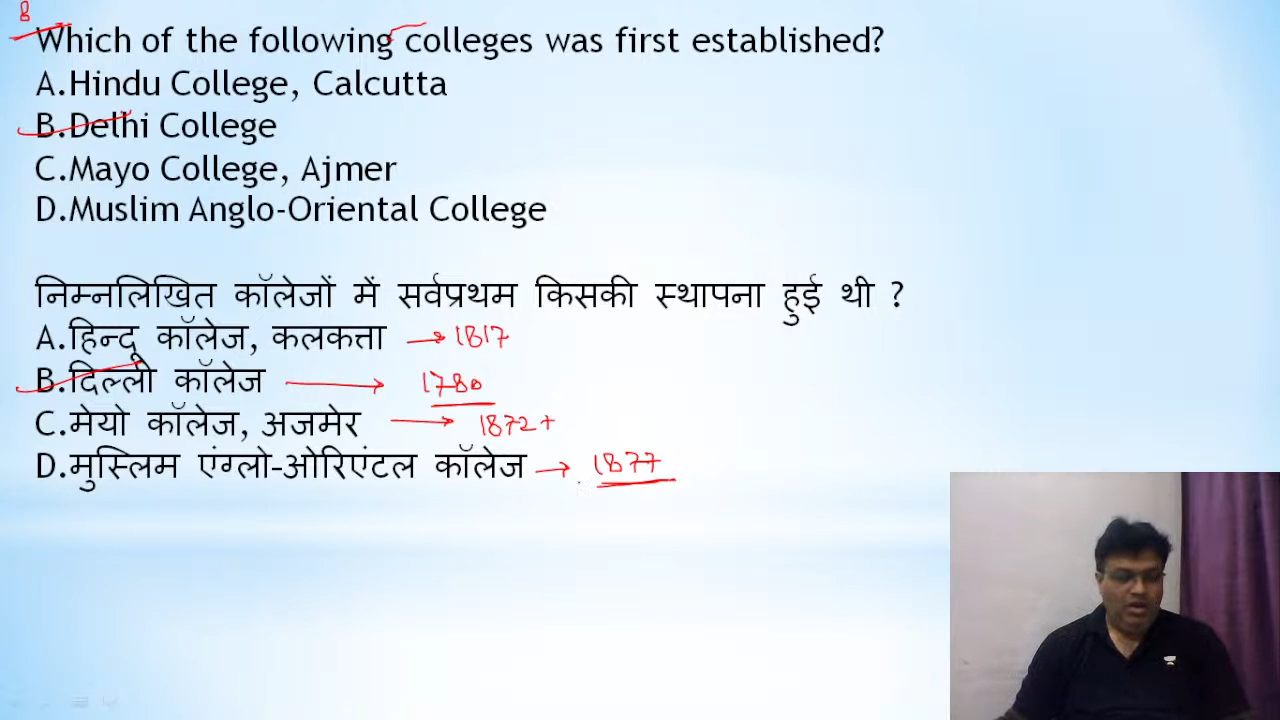 8
Which of the following colleges was first established?
A.Hindu College, Calcutta
B.Delhi College
C.Mayo College, Ajmer
D.Muslim Anglo-Oriental College
निम्नलिखित कॉलेजों में सर्वप्रथम किसकी स्थापना हुई थी ?
A.हिन्दू कॉलेज, कलकत्ता → 1817
B.दिल्ली कॉलेज → 1780
C.मेयो कॉलेज, अजमेर → 1872+
D.मुस्लिम एंग्लो-ओरिएंटल कॉलेज → 1877